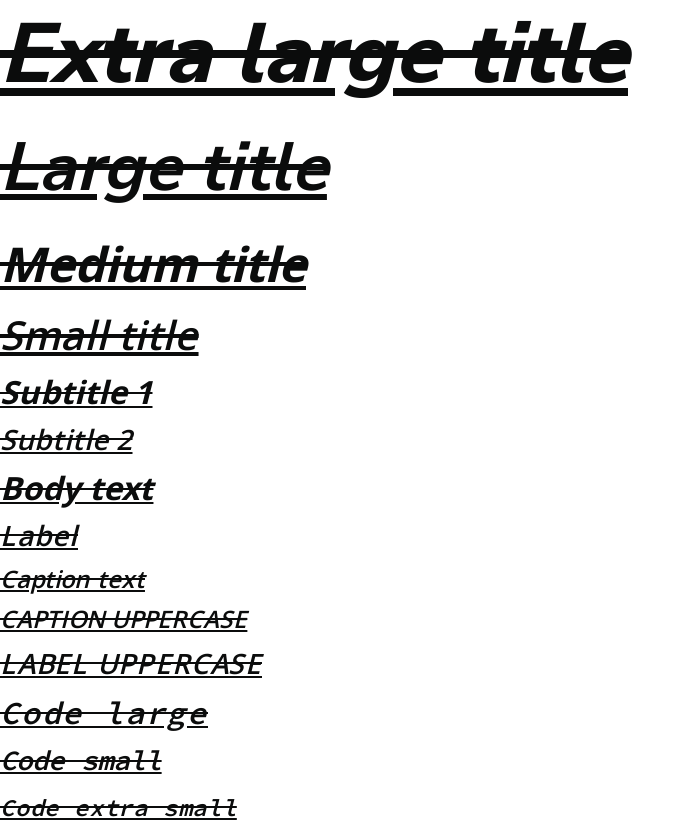 Extra large title
Large title
Medium title
Small title
Subtitle 1
Subtitle 2
Body text
Label
Caption text
CAPTION UPPERCASE
LABEL UPPERCASE
Code large
Code small
Code extra small